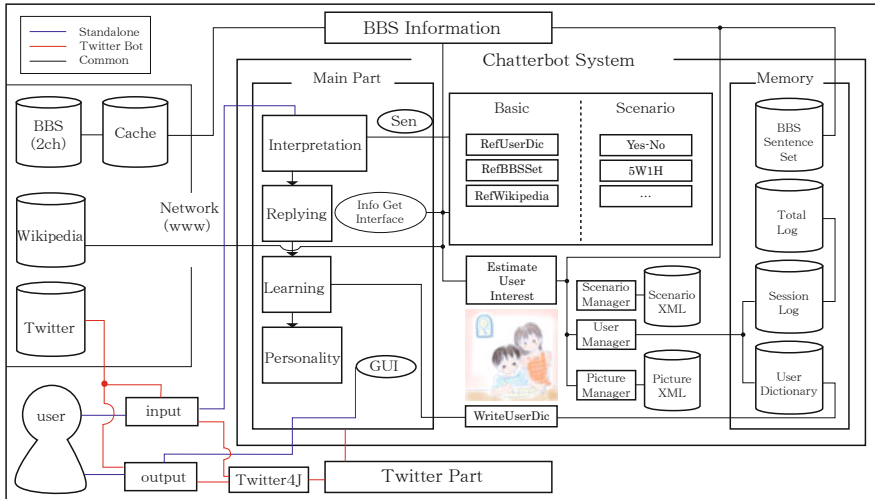 Standalone
Twitter Bot
Common
BBS Information
Chatterbot System
Main Part
Memory
BBS
(2ch)
Cache
Network
(www)
Wikipedia
Twitter
user
input
output
Twitter4J
Twitter Part
Interpretation
Sen
Replying
Info Get
Interface
Learning
Personality
GUI
Basic
RefUserDic
RefBBSSet
RefWikipedia
Scenario
Yes-No
5W1H
...
Estimate
User
Interest
Scenario
Manager
Scenario
XML
User
Manager
Picture
Manager
Picture
XML
WriteUserDic
BBS
Sentence
Set
Total
Log
Session
Log
User
Dictionary